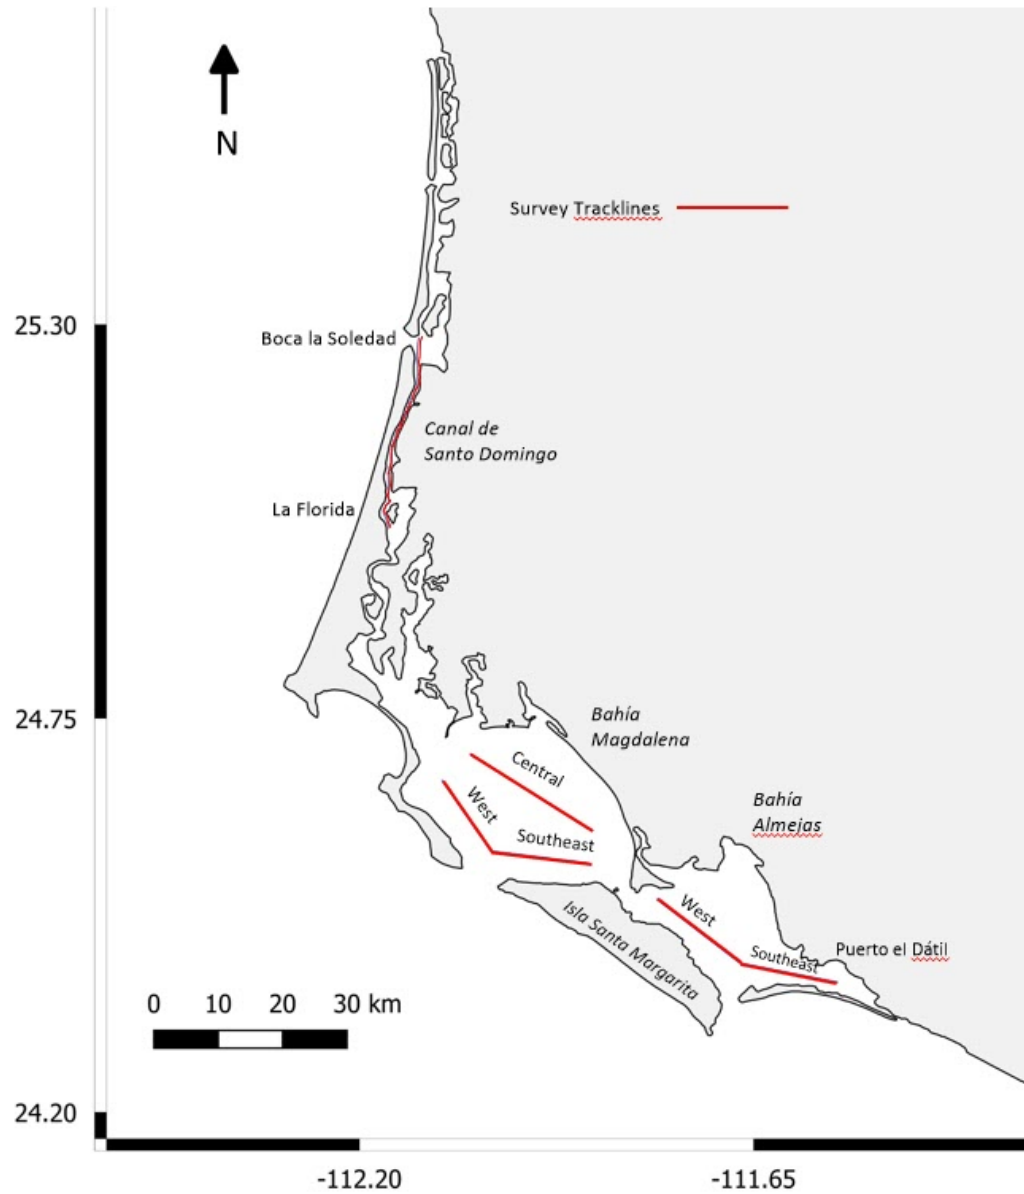 N
Survey Tracklines
25.30
Boca la Soledad
Canal de
Santo Domingo
La Florida
24.75
Bahía
Magdalena
Central
West
Southeast
Bahía
Almejas
West
Isla Santa Margarita
Southeast
Puerto el Dátil
0 10 20 30 km
24.20
-112.20 -111.65